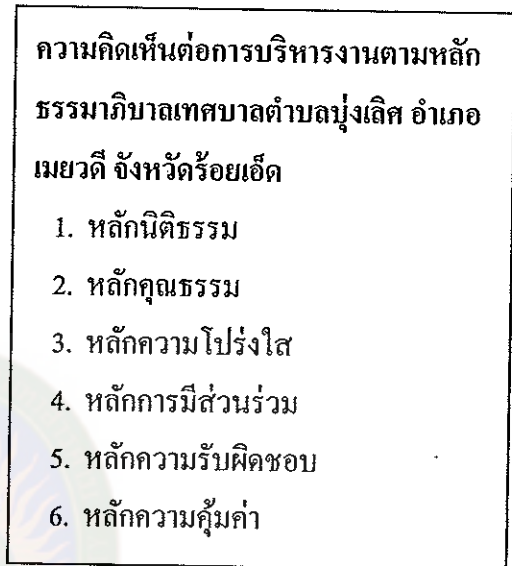 ความคิดเห็นต่อการบริหารงานตามหลัก
ธรรมาภิบาลเทศบาลตำบลบุ่งเลิศ อำเภอ
เมยวดี จังหวัดร้อยเอ็ด
1. หลักนิติธรรม
2. หลักคุณธรรม
3. หลักความโปร่งใส
4. หลักการมีส่วนร่วม
5. หลักความรับผิดชอบ
6. หลักความคุ้มค่า